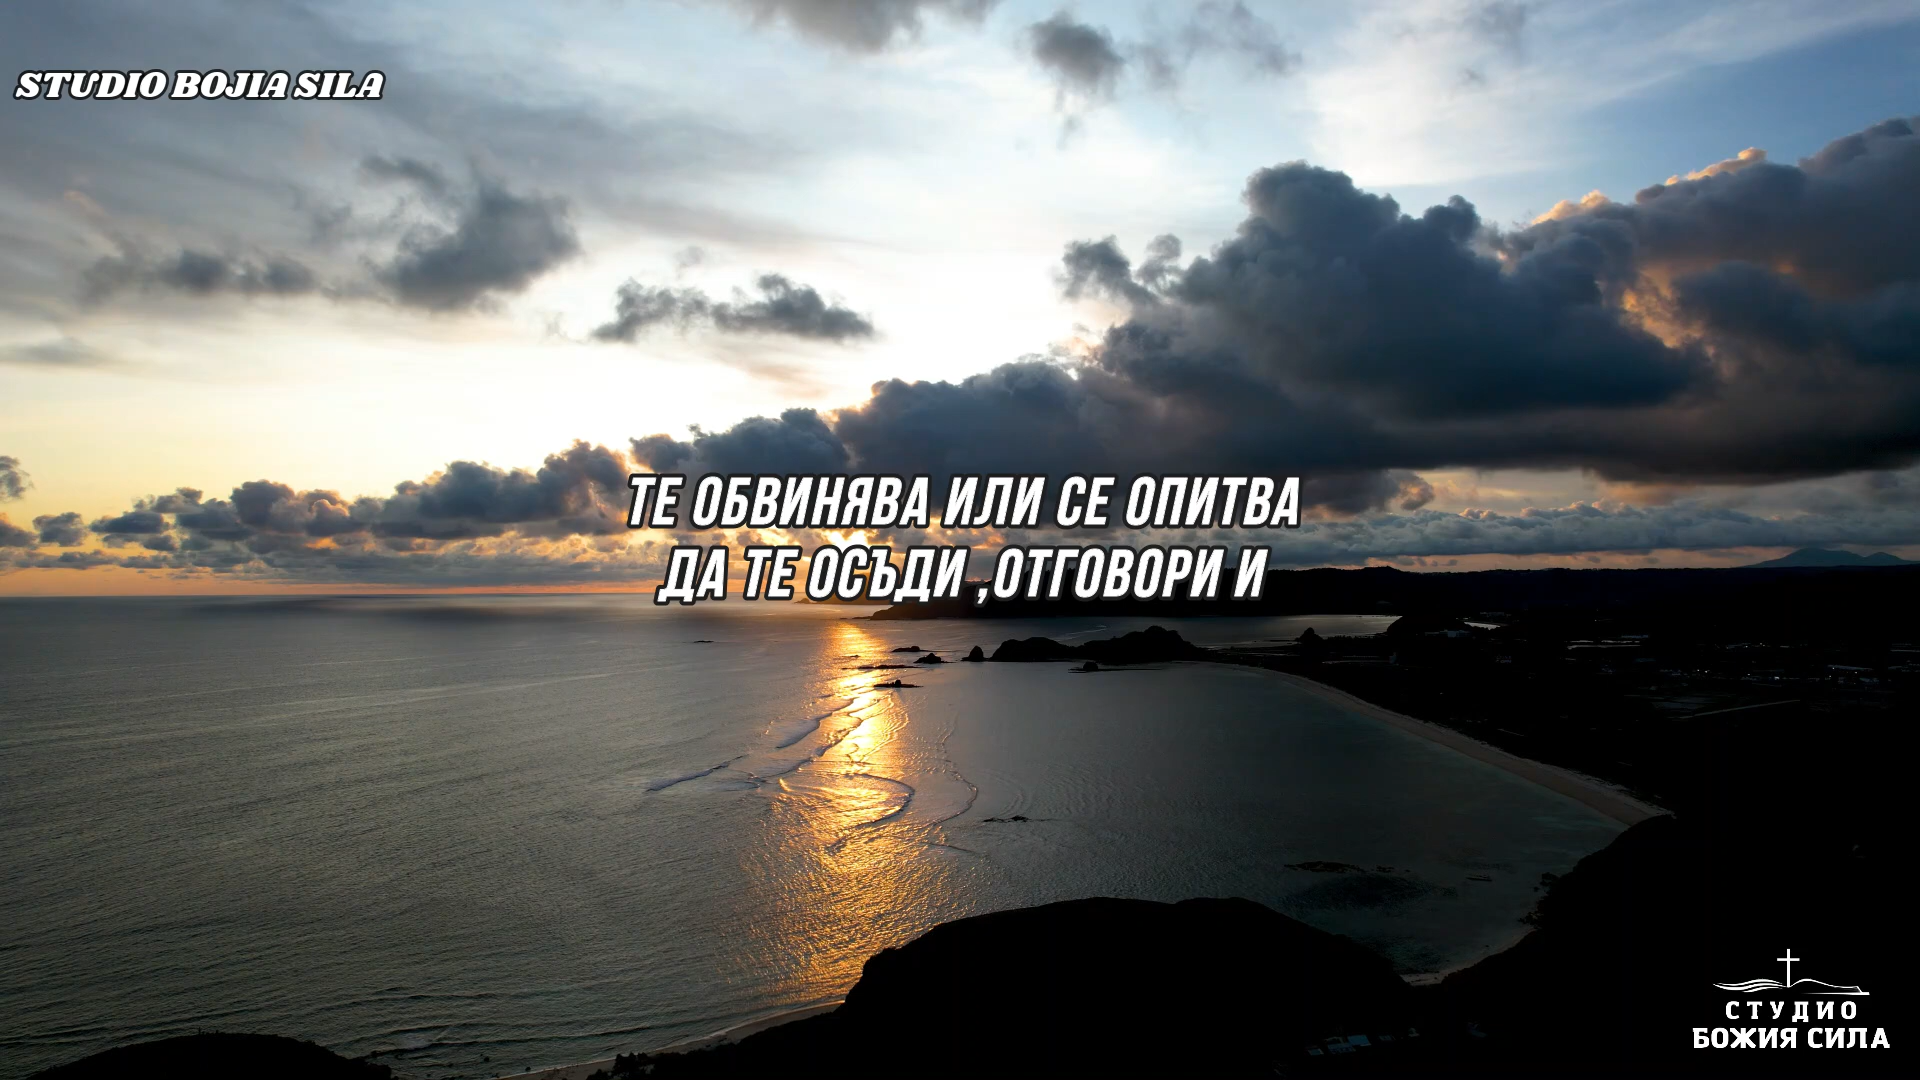 STUDIO BOJIA SILA
ТЕ ОБВИНЯВА ИЛИ СЕ ОПИТВА
ДА ТЕ ОСЪДИ ,ОТГОВОРИ И
СТУДИО
БОЖИЯ СИЛА